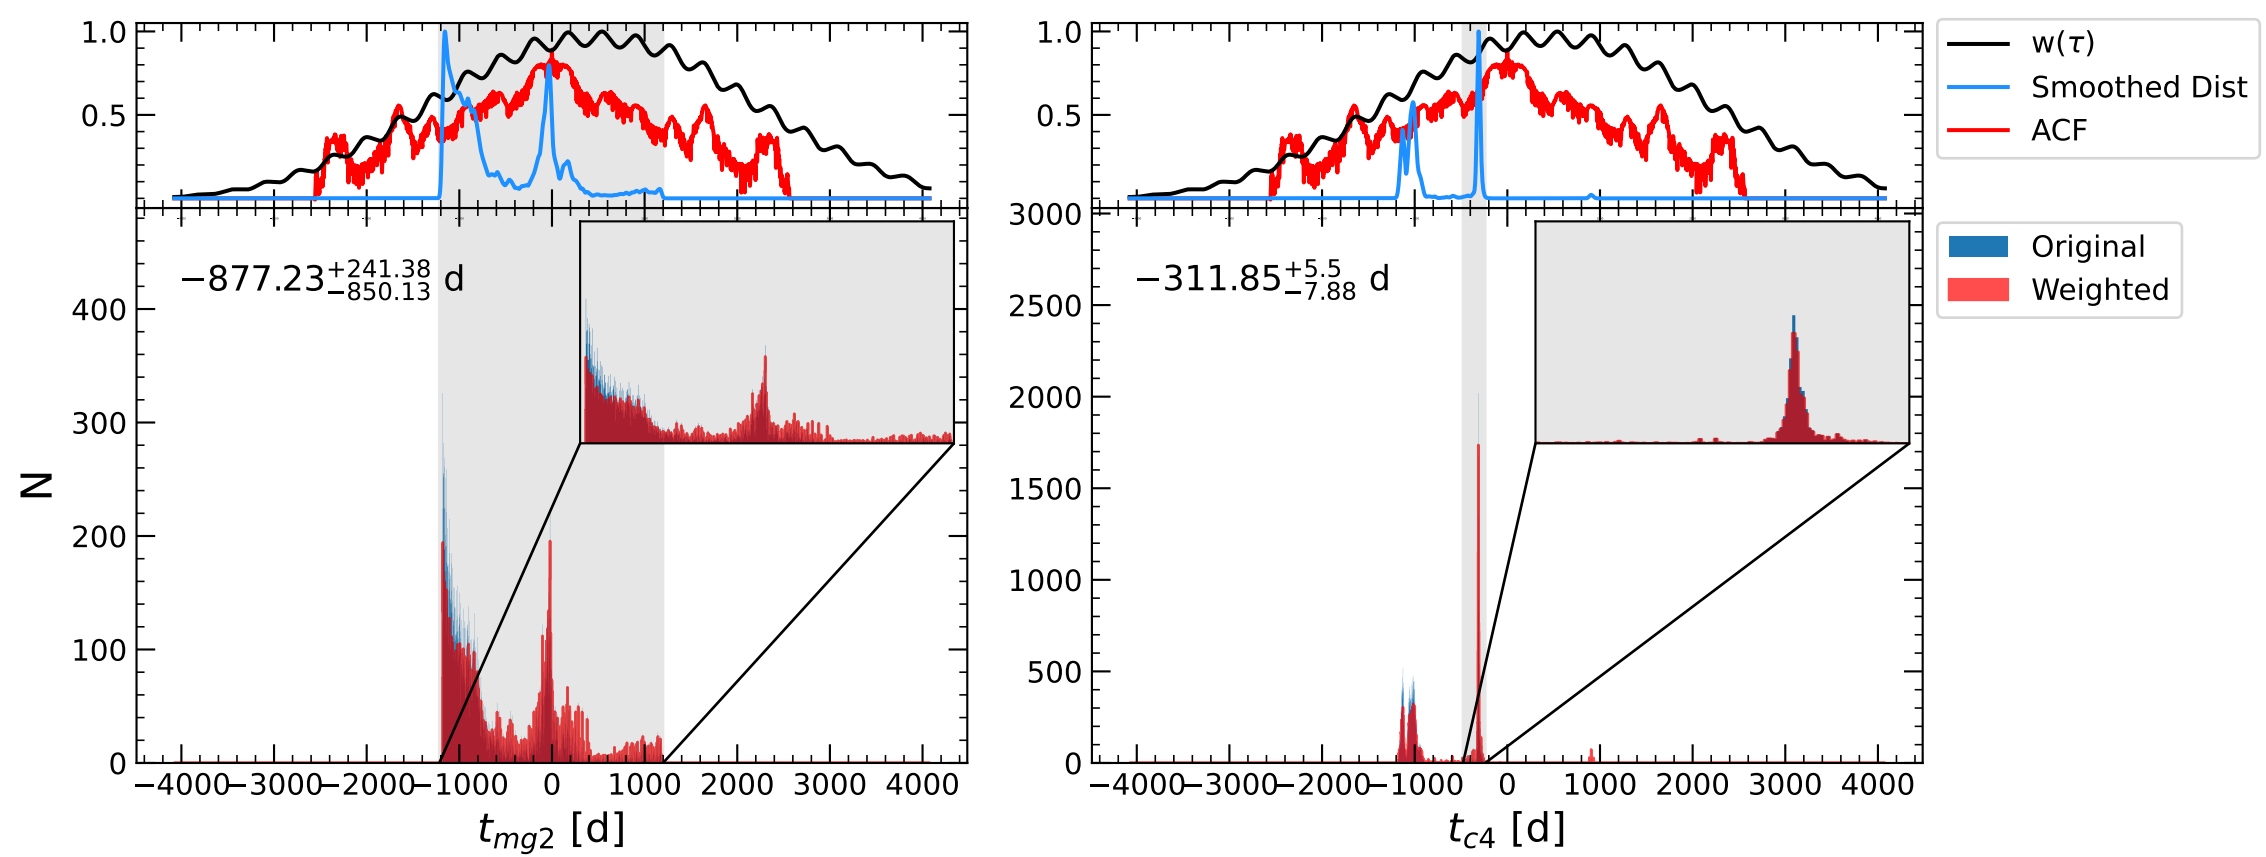 1.0
0.5
1.0
0.5
w(τ)
Smoothed Dist
ACF
N
400
300
200
100
0
−877.23 +241.38 −850.13 d
−4000 −3000 −2000 −1000 0 1000 2000 3000 4000
t_mg2 [d]
3000
2500
2000
1500
1000
500
0
−311.85 +5.5 −7.88 d
−4000 −3000 −2000 −1000 0 1000 2000 3000 4000
t_c4 [d]
Original
Weighted